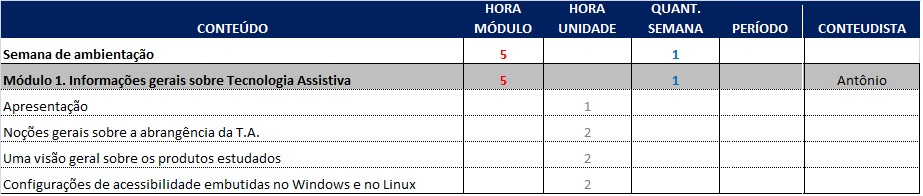 CONTEÚDO HORA MÓDULO HORA UNIDADE QUANT. SEMANA PERÍODO CONTEUDISTA
Semana de ambientação 5 1
Módulo 1. Informações gerais sobre Tecnologia Assistiva 5 1 Antônio
Apresentação 1
Noções gerais sobre a abrangência da T.A. 2
Uma visão geral sobre os produtos estudados 2
Configurações de acessibilidade embutidas no Windows e no Linux 2